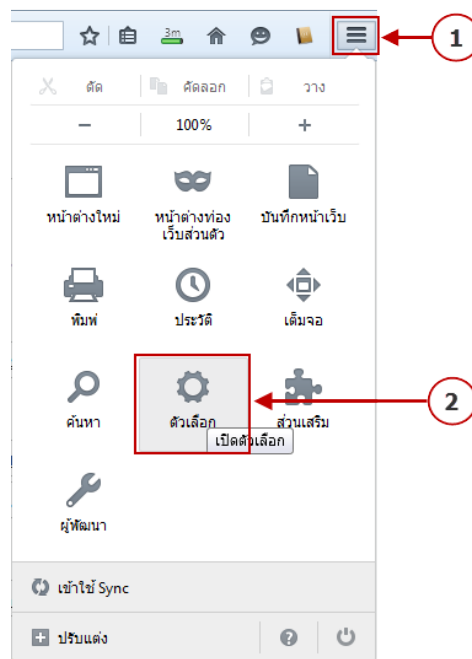 3m
1
ตัด คัดลอก วาง
− 100% +
หน้าต่างใหม่ หน้าต่างท่อง บันทึกหน้าเว็บ
เว็บส่วนตัว
พิมพ์ ประวัติ เต็มจอ
2
ค้นหา ตัวเลือก ส่วนเสริม
เปิดตัวเลือก
ผู้พัฒนา
เข้าใช้ Sync
ปรับแต่ง ?